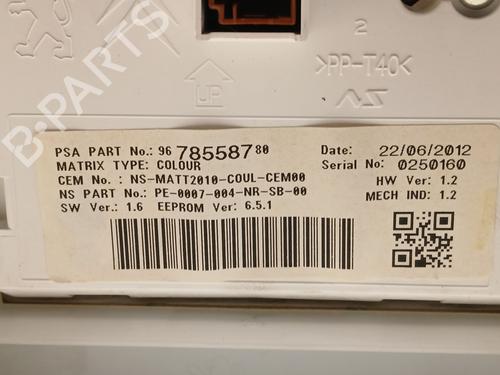 2
>PP-T40<
UP
B-PARTS
PSA PART No.: 96 785587 80
Date: 22/06/2012
MATRIX TYPE: COLOUR
Serial No: 0250160
CEM No.: NS-MATT2010-COUL-CEM00
HW Ver: 1.2
NS PART No.: PE-0007-004-NR-SB-00
MECH IND: 1.2
SW Ver.: 1.6 EEPROM Ver: 6.5.1